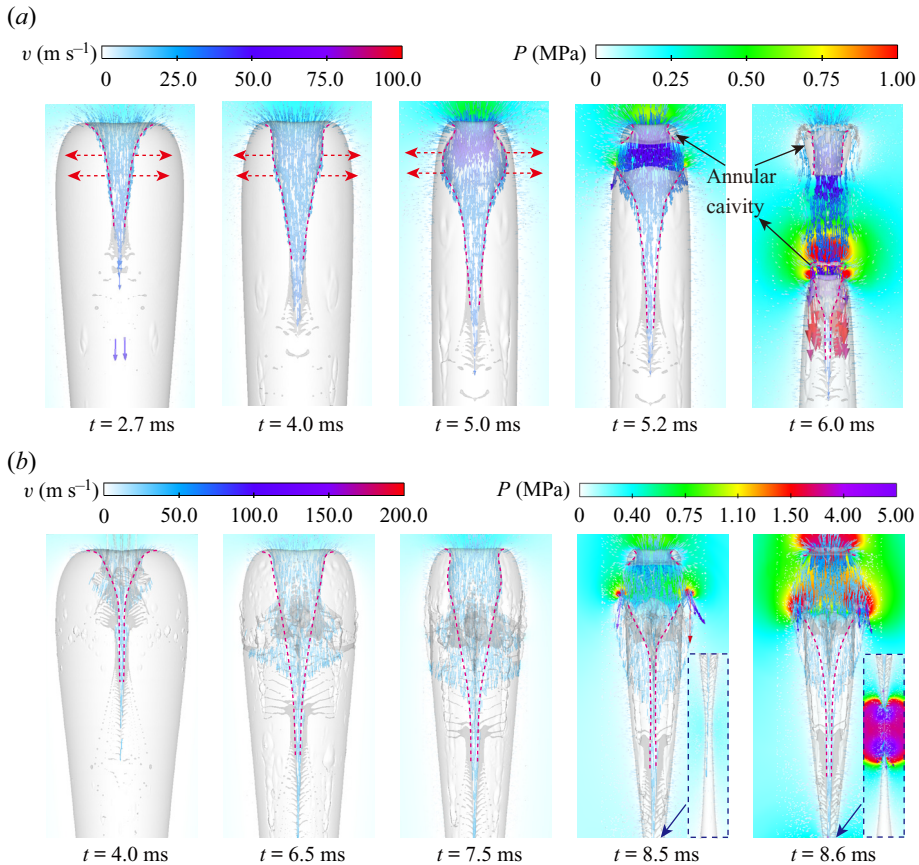 (a)
v (m s⁻¹)
0 25.0 50.0 75.0 100.0
P (MPa)
0 0.25 0.50 0.75 1.00
Annular
caivity
t = 2.7 ms
t = 4.0 ms
t = 5.0 ms
t = 5.2 ms
t = 6.0 ms
(b)
v (m s⁻¹)
0 50.0 100.0 150.0 200.0
P (MPa)
0 0.40 0.75 1.10 1.50 4.00 5.00
t = 4.0 ms
t = 6.5 ms
t = 7.5 ms
t = 8.5 ms
t = 8.6 ms